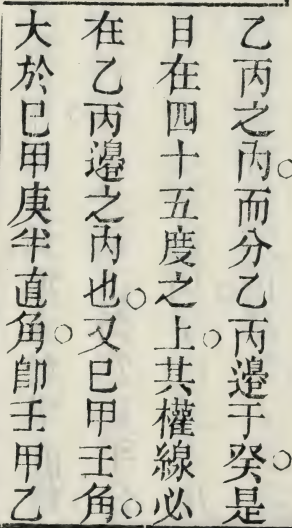 乙丙之內。而分乙丙邊于癸。是
日在四十五度之上。其權線必
在乙丙邊之內也。又巳甲壬角。
大於巳甲庚半直角。卽壬甲乙